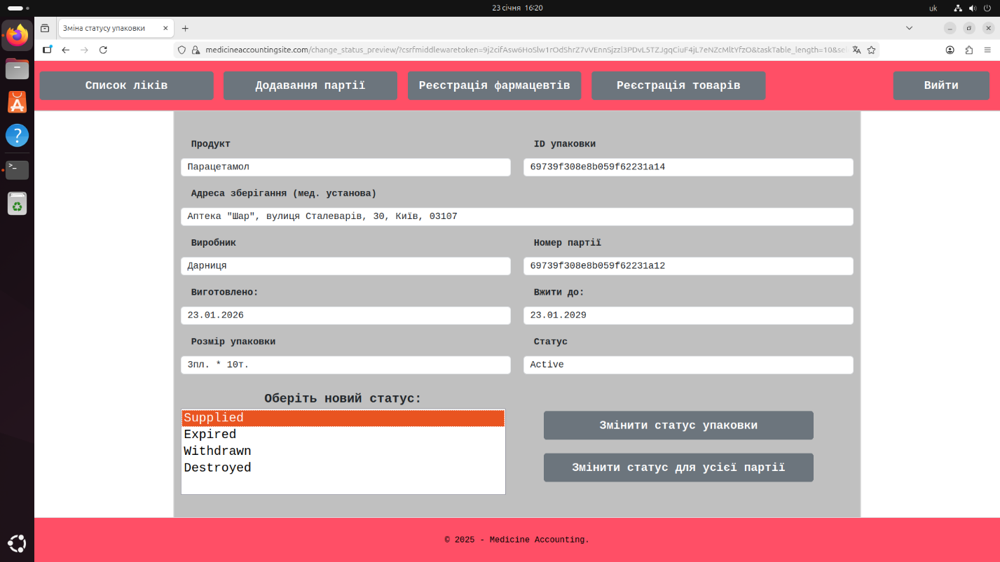 23 січня 16:20
uk
Зміна статусу упаковки
medicineaccountingsite.com/change_status_preview/?csrfmiddlewaretoken=9j2cifAsw6HoSlw1rOdShrZ7vVEnnSjzzl3PDvL5TZJgqCiuF4jL7eNZcMltYfzO&taskTable_length=10&se
Список ліків
Додавання партії
Реєстрація фармацевтів
Реєстрація товарів
Вийти
Продукт
ID упаковки
Парацетамол
69739f308e8b059f62231a14
Адреса зберігання (мед. установа)
Аптека "Шар", вулиця Сталеварів, 30, Київ, 03107
Виробник
Номер партії
Дарниця
69739f308e8b059f62231a12
Виготовлено:
Вжити до:
23.01.2026
23.01.2029
Розмір упаковки
Статус
3пл. * 10т.
Active
Оберіть новий статус:
Supplied
Expired
Withdrawn
Destroyed
Змінити статус упаковки
Змінити статус для усієї партії
© 2025 - Medicine Accounting.